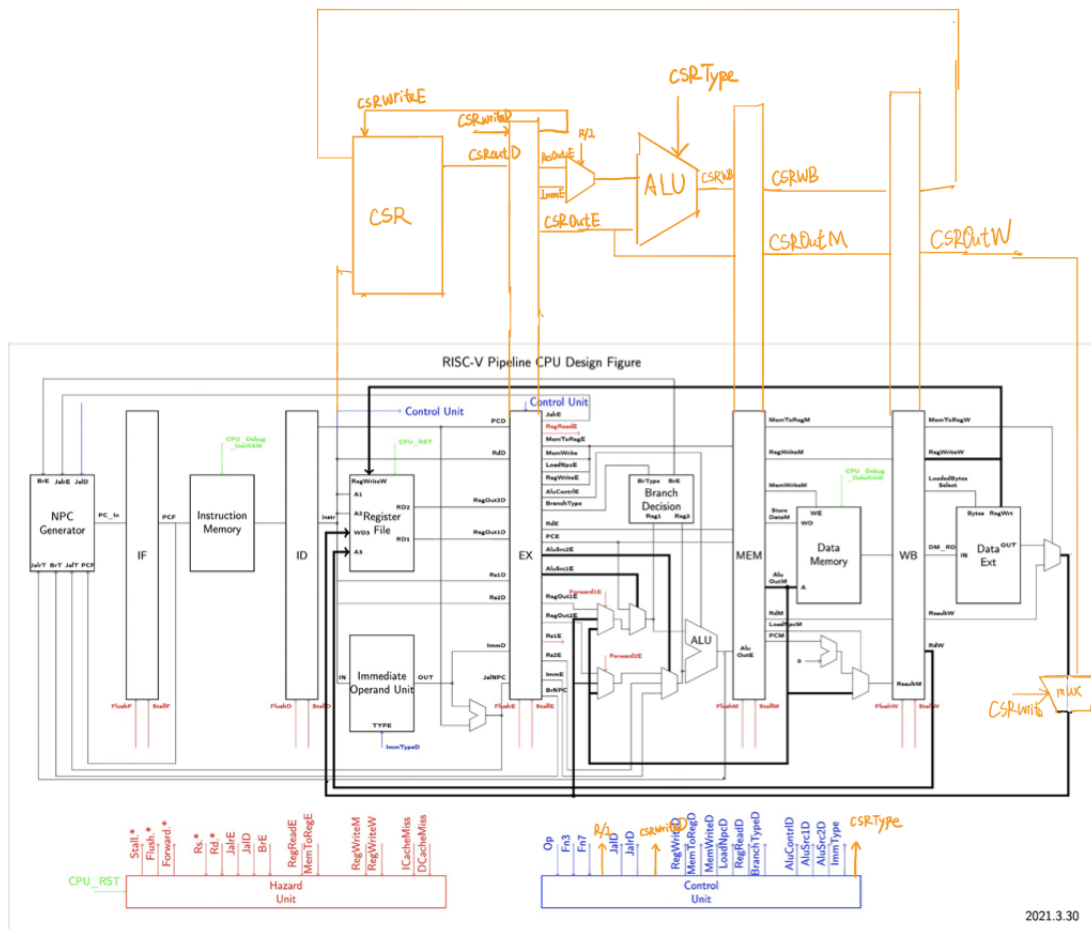 CSRType
CSRWriteE
CSRWriteD
R/I
CSROutD
RegOut1E
ImmE
ALU
CSRWB
CSRWB
CSR
CSROutE
CSROutM
CSROutW
RISC-V Pipeline CPU Design Figure
Control Unit
Control Unit
PCD
JalrE
RegReadE
MemToRegE
MemToRegM
MemToRegW
CPU_Debug
_InstRAM
CPU_RST
RdD
MemWrite
LoadNpcE
RegWriteE
RegWriteM
RegWriteW
AluContrlE
BranchType
CPU_Debug
_DataRAM
LoadedBytes
Select
BrE JalrE JalD
NPC
Generator
PC_In
IF
PCF
Instruction
Memory
ID
Instr
RegWriteW
A1
A2
WD3
A3
Register
File
RD2
RD1
RegOut2D
RegOut1D
EX
BrType BrE
Branch
Decision
Reg1 Reg2
MemWriteM
Store
DataM
WE
WD
Data
Memory
A
MEM
WB
DM_RD
Bytes RegWrt
IN
OUT
Data
Ext
JalrT BrT JalT PCF
RdE
PCE
AluSrc2E
AluSrc1E
Alu
OutM
Rs1D
Rs2D
RegOut1E
RegOut2E
Forward1E
Forward2E
ALU
RdM
LoadNpcM
PCM
ResultW
RdW
Rs1E
Rs2E
Alu
OutE
IN
Immediate
Operand Unit
OUT
TYPE
ImmD
JalNPC
ImmE
BrNPC
ResultM
mux
CSRWrite
FlushF
StallF
FlushD
StallD
ImmTypeD
FlushE
StallE
FlushM
StallM
FlushW
StallW
Stall.*
Flush.*
Forward.*
Rs.*
Rd.*
JalrE
JalD
BrE
RegReadE
MemToRegE
RegWriteM
RegWriteW
ICacheMiss
DCacheMiss
Op
Fn3
Fn7
R/I
JalD
JalrD
CSRWriteD
RegWriteD
MemToRegD
MemWriteD
LoadNpcD
RegReadD
BranchTypeD
AluContrlD
AluSrc1D
AluSrc2D
ImmType
CSRType
CPU_RST
Hazard
Unit
Control
Unit
2021.3.30